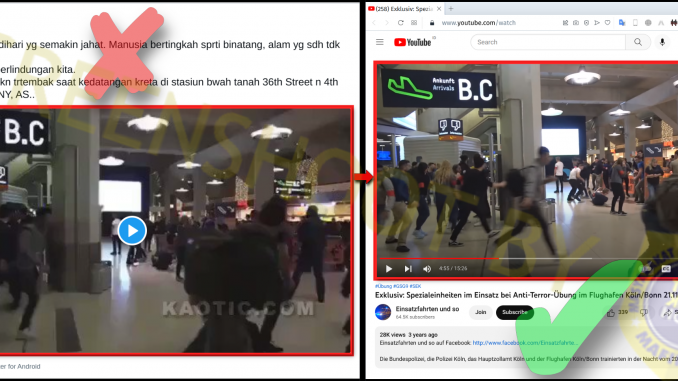 dihari yg semakin jahat. Manusia bertingkah sprti binatang, alam yg sdh tdk
erlindungan kita.
kn trtembak saat kedatangan kreta di stasiun bwah tanah 36th Street n 4th
NY, AS..
B.C
KAOTIC.COM
er for Android
(258) Exklusiv: Spezia
www.youtube.com/watch
YouTube
Search
Ankunft
Arrivals
B.C
4:55 / 15:26
#Übung #GSG9 #SEK
Exklusiv: Spezialeinheiten im Einsatz bei Anti-Terror-Übung im Flughafen Köln/Bonn 21.11
Einsatzfahrten und so
Join
Subscribe
339
28K views 3 years ago
Einsatzfahrten und so auf Facebook: http://www.facebook.com/Einsatzfahrte...
Die Bundespolizei, die Polizei Köln, das Hauptzollamt Köln und der Flughafen Köln/Bonn trainierten in der Nacht vom 20